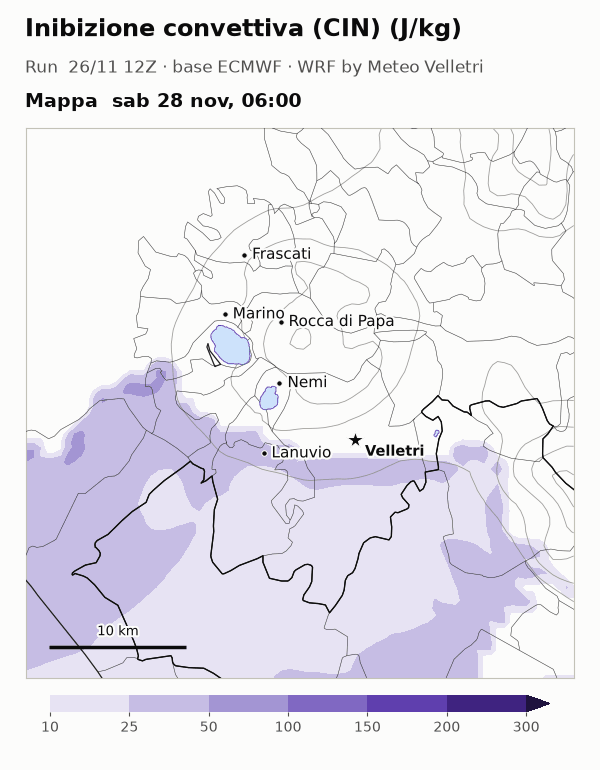 Inibizione convettiva (CIN) (J/kg)
Run  26/11 12Z · base ECMWF · WRF by Meteo Velletri
Mappa  sab 28 nov, 06:00
Frascati
Marino
Rocca di Papa
Nemi
Lanuvio
Velletri
10 km
10 25 50 100 150 200 300